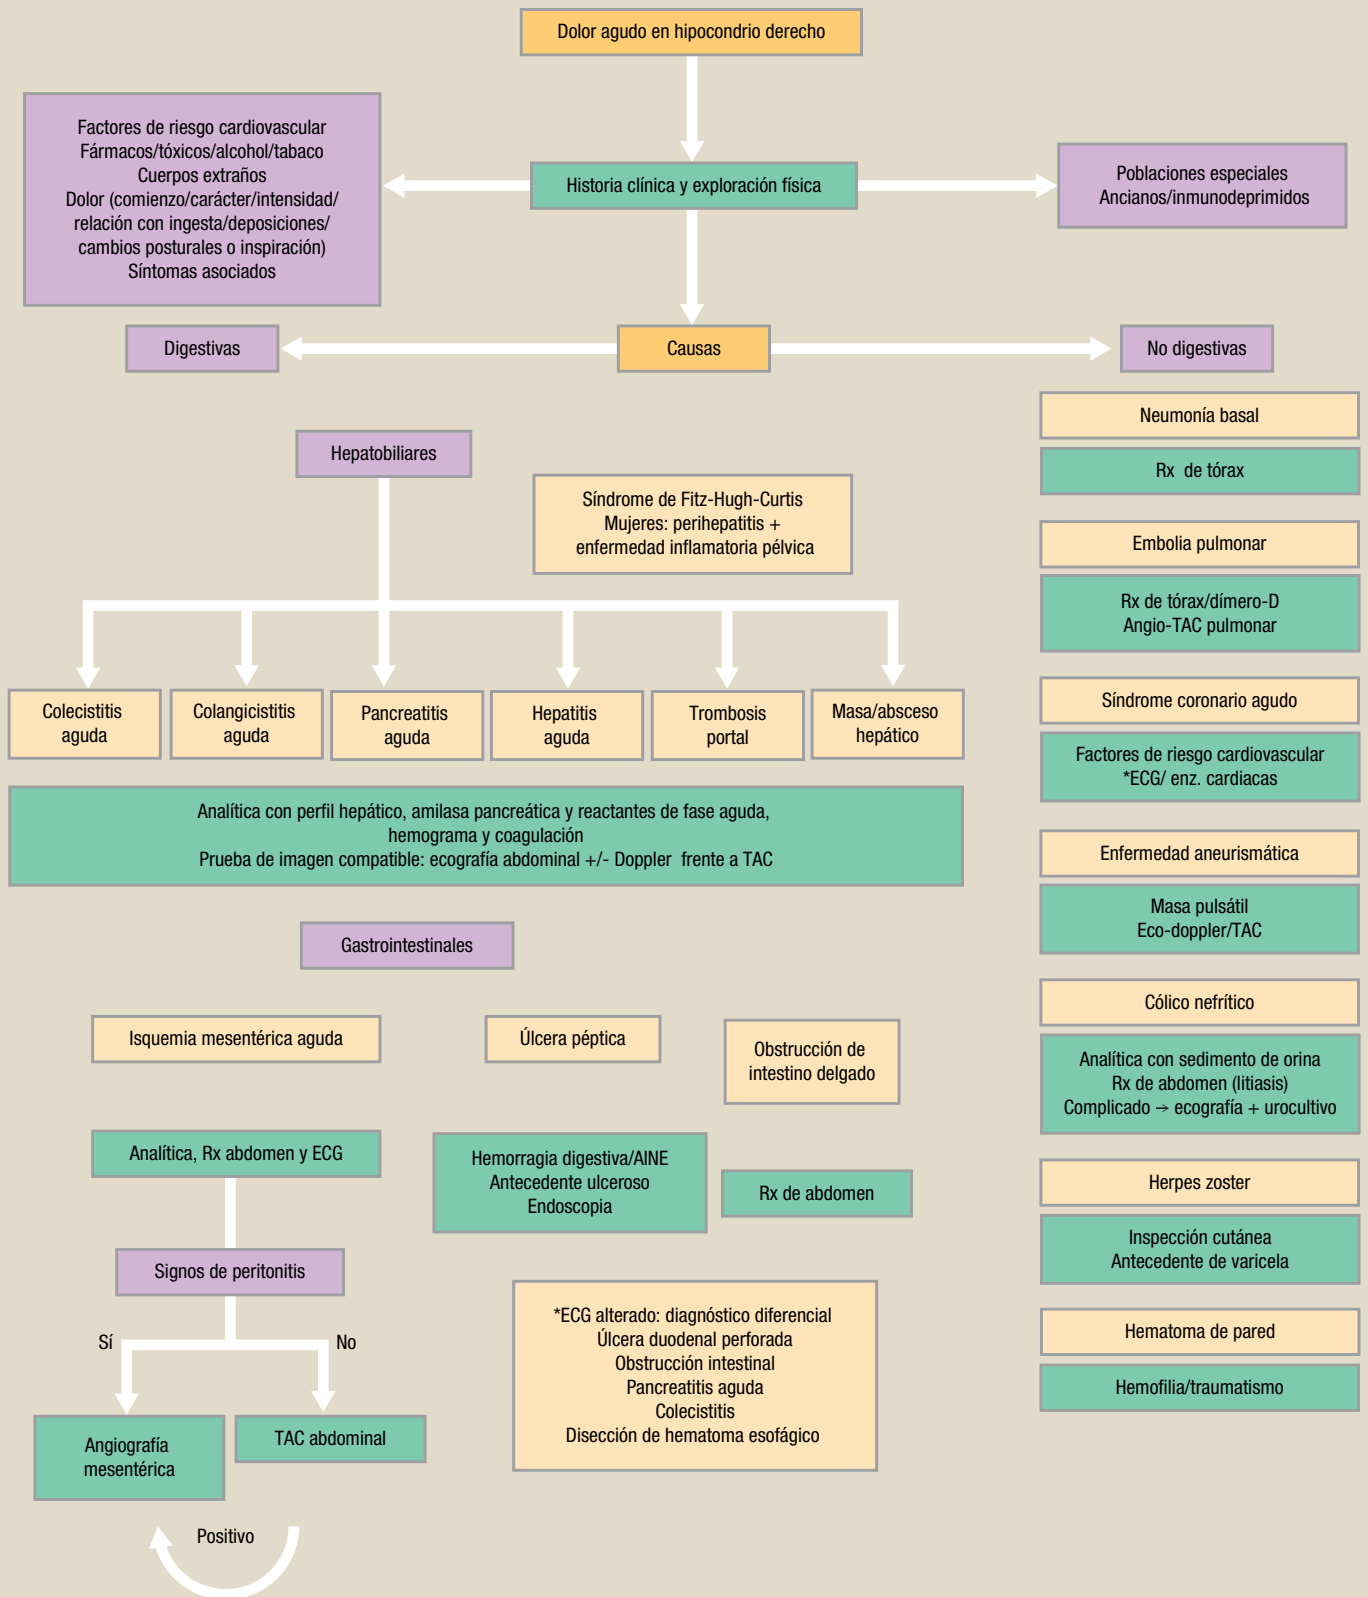 Dolor agudo en hipocondrio derecho
Factores de riesgo cardiovascular
Fármacos/tóxicos/alcohol/tabaco
Cuerpos extraños
Dolor (comienzo/carácter/intensidad/
relación con ingesta/deposiciones/
cambios posturales o inspiración)
Síntomas asociados
Historia clínica y exploración física
Poblaciones especiales
Ancianos/inmunodeprimidos
Digestivas
Causas
No digestivas
Hepatobiliares
Síndrome de Fitz-Hugh-Curtis
Mujeres: perihepatitis +
enfermedad inflamatoria pélvica
Colecistitis
aguda
Colangicistitis
aguda
Pancreatitis
aguda
Hepatitis
aguda
Trombosis
portal
Masa/absceso
hepático
Analítica con perfil hepático, amilasa pancreática y reactantes de fase aguda,
hemograma y coagulación
Prueba de imagen compatible: ecografía abdominal +/- Doppler frente a TAC
Gastrointestinales
Isquemia mesentérica aguda
Úlcera péptica
Obstrucción de
intestino delgado
Analítica, Rx abdomen y ECG
Hemorragia digestiva/AINE
Antecedente ulceroso
Endoscopia
Rx de abdomen
Signos de peritonitis
Sí
No
Angiografía
mesentérica
TAC abdominal
Positivo
*ECG alterado: diagnóstico diferencial
Úlcera duodenal perforada
Obstrucción intestinal
Pancreatitis aguda
Colecistitis
Disección de hematoma esofágico
Neumonía basal
Rx de tórax
Embolia pulmonar
Rx de tórax/dímero-D
Angio-TAC pulmonar
Síndrome coronario agudo
Factores de riesgo cardiovascular
*ECG/ enz. cardiacas
Enfermedad aneurismática
Masa pulsátil
Eco-doppler/TAC
Cólico nefrítico
Analítica con sedimento de orina
Rx de abdomen (litiasis)
Complicado → ecografía + urocultivo
Herpes zoster
Inspección cutánea
Antecedente de varicela
Hematoma de pared
Hemofilia/traumatismo